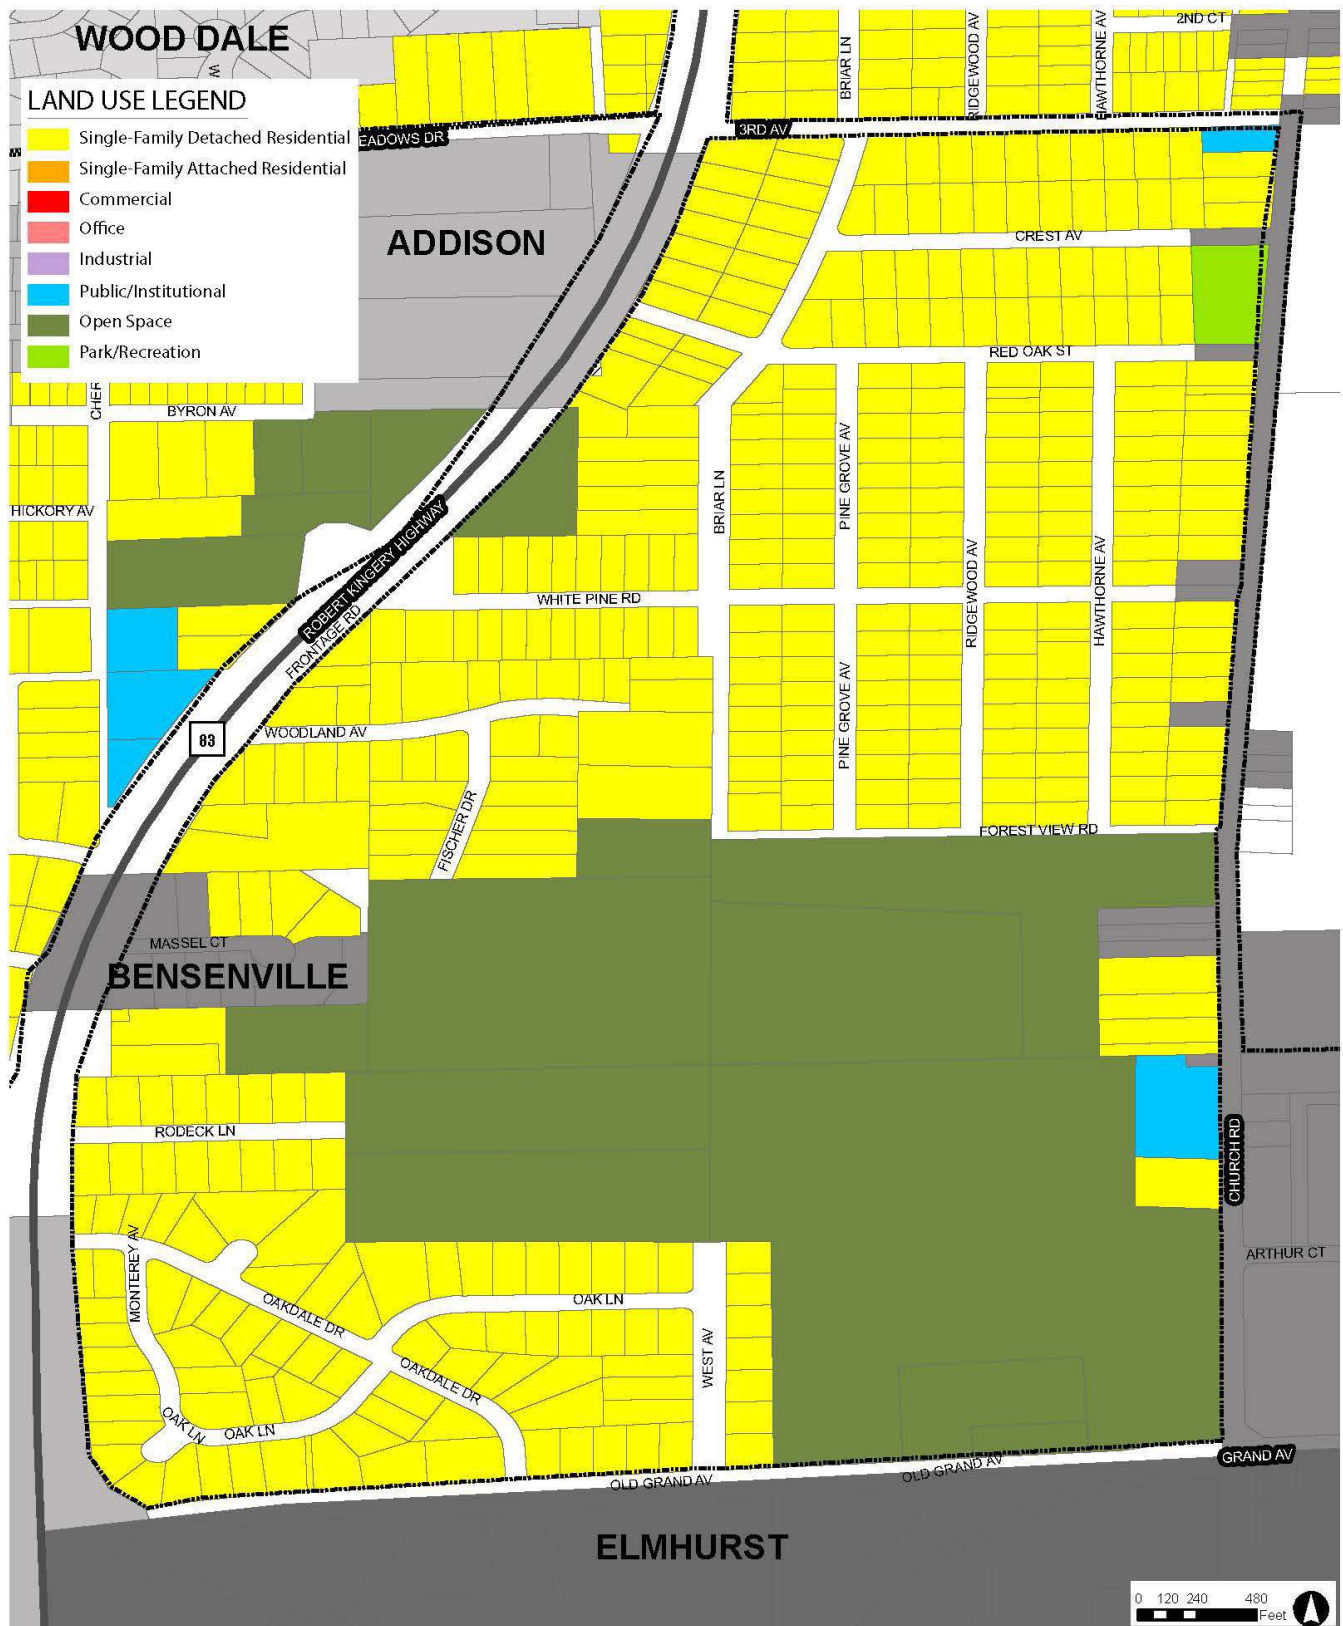 WOOD DALE
W
LAND USE LEGEND
Single-Family Detached Residential
Single-Family Attached Residential
Commercial
Office
Industrial
Public/Institutional
Open Space
Park/Recreation
EADOWS DR
BRIAR LN
RIDGEWOOD AV
HAWTHORNE AV
2ND CT
3RD AV
ADDISON
CREST AV
RED OAK ST
CHER
BYRON AV
HICKORY AV
BRIAR LN
PINE GROVE AV
RIDGEWOOD AV
HAWTHORNE AV
ROBERT KINGERY HIGHWAY
FRONTAGE RD
WHITE PINE RD
83
WOODLAND AV
PINE GROVE AV
FISCHER DR
FOREST VIEW RD
MASSEL CT
BENSENVILLE
RODECK LN
CHURCH RD
MONTEREY AV
ARTHUR CT
OAKDALE DR
OAK LN
WEST AV
OAKDALE DR
OAK LN
OAK LN
OLD GRAND AV
OLD GRAND AV
GRAND AV
ELMHURST
0 120 240 480
Feet